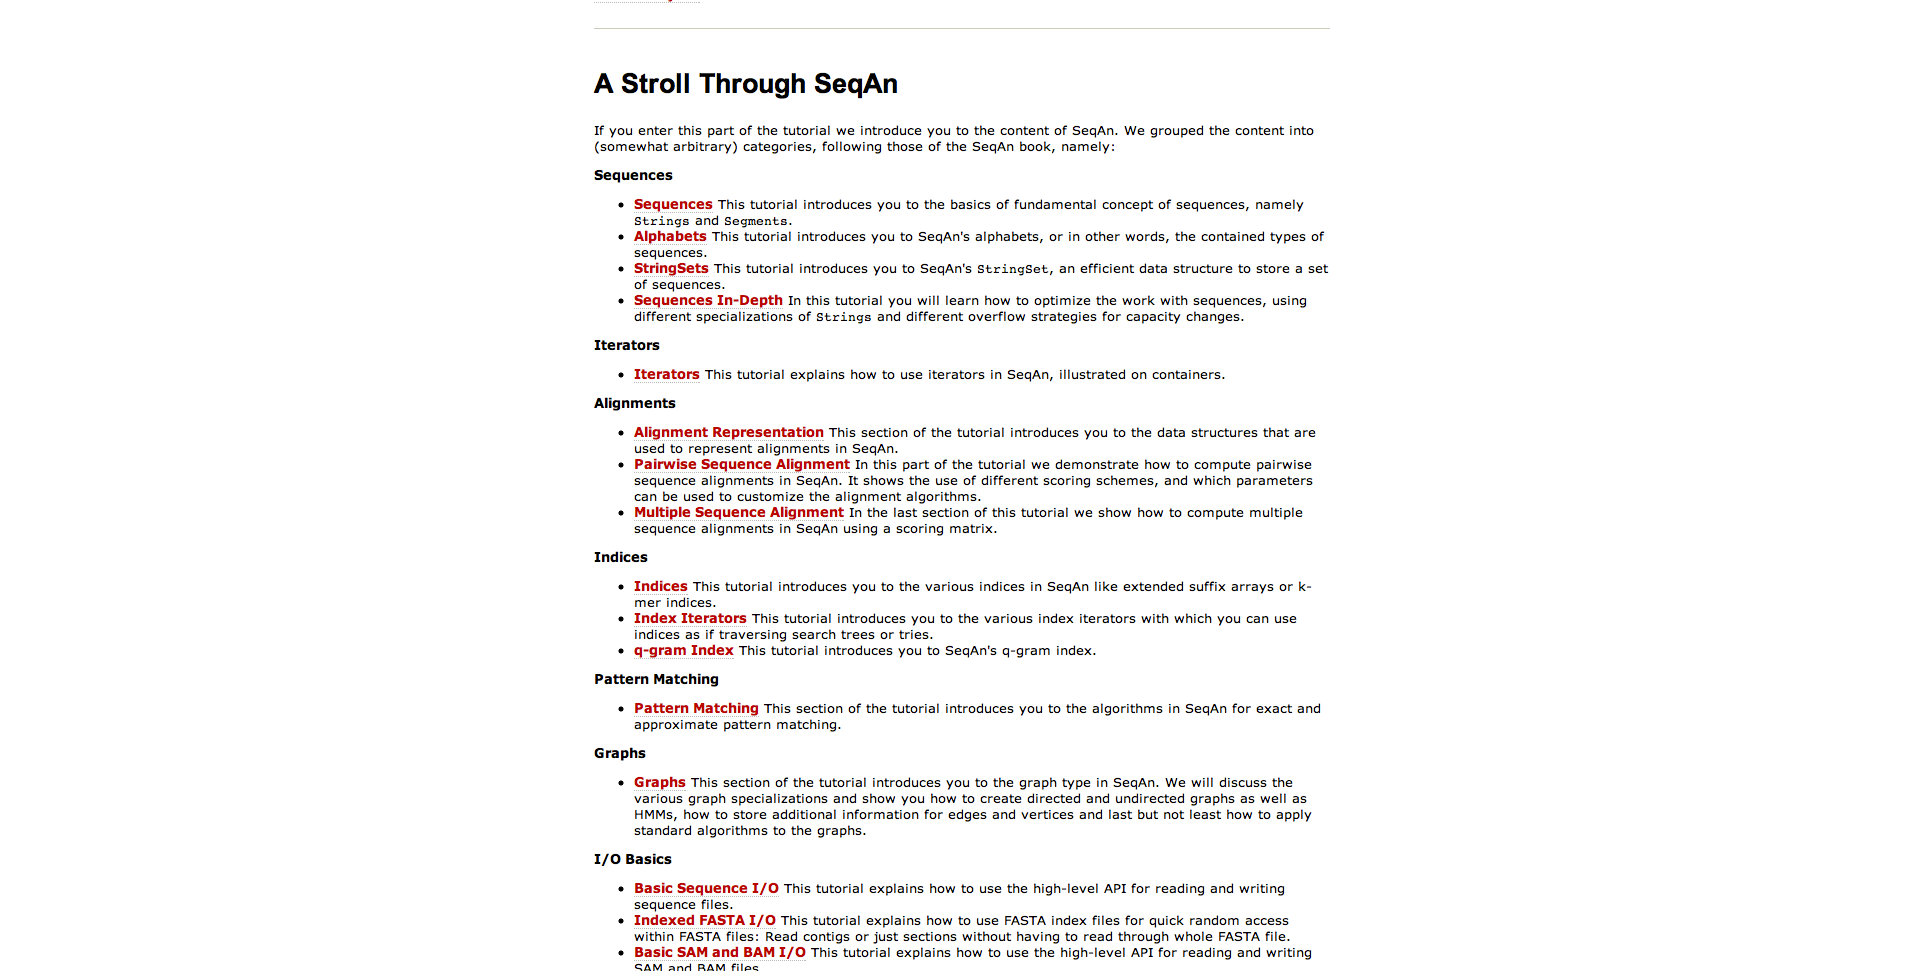 A Stroll Through SeqAn
If you enter this part of the tutorial we introduce you to the content of SeqAn. We grouped the content into
(somewhat arbitrary) categories, following those of the SeqAn book, namely:
Sequences
• Sequences This tutorial introduces you to the basics of fundamental concept of sequences, namely
Strings and Segments.
• Alphabets This tutorial introduces you to SeqAn's alphabets, or in other words, the contained types of
sequences.
• StringSets This tutorial introduces you to SeqAn's StringSet, an efficient data structure to store a set
of sequences.
• Sequences In-Depth In this tutorial you will learn how to optimize the work with sequences, using
different specializations of Strings and different overflow strategies for capacity changes.
Iterators
• Iterators This tutorial explains how to use iterators in SeqAn, illustrated on containers.
Alignments
• Alignment Representation This section of the tutorial introduces you to the data structures that are
used to represent alignments in SeqAn.
• Pairwise Sequence Alignment In this part of the tutorial we demonstrate how to compute pairwise
sequence alignments in SeqAn. It shows the use of different scoring schemes, and which parameters
can be used to customize the alignment algorithms.
• Multiple Sequence Alignment In the last section of this tutorial we show how to compute multiple
sequence alignments in SeqAn using a scoring matrix.
Indices
• Indices This tutorial introduces you to the various indices in SeqAn like extended suffix arrays or k-
mer indices.
• Index Iterators This tutorial introduces you to the various index iterators with which you can use
indices as if traversing search trees or tries.
• q-gram Index This tutorial introduces you to SeqAn's q-gram index.
Pattern Matching
• Pattern Matching This section of the tutorial introduces you to the algorithms in SeqAn for exact and
approximate pattern matching.
Graphs
• Graphs This section of the tutorial introduces you to the graph type in SeqAn. We will discuss the
various graph specializations and show you how to create directed and undirected graphs as well as
HMMs, how to store additional information for edges and vertices and last but not least how to apply
standard algorithms to the graphs.
I/O Basics
• Basic Sequence I/O This tutorial explains how to use the high-level API for reading and writing
sequence files.
• Indexed FASTA I/O This tutorial explains how to use FASTA index files for quick random access
within FASTA files: Read contigs or just sections without having to read through whole FASTA file.
• Basic SAM and BAM I/O This tutorial explains how to use the high-level API for reading and writing
SAM and BAM files.